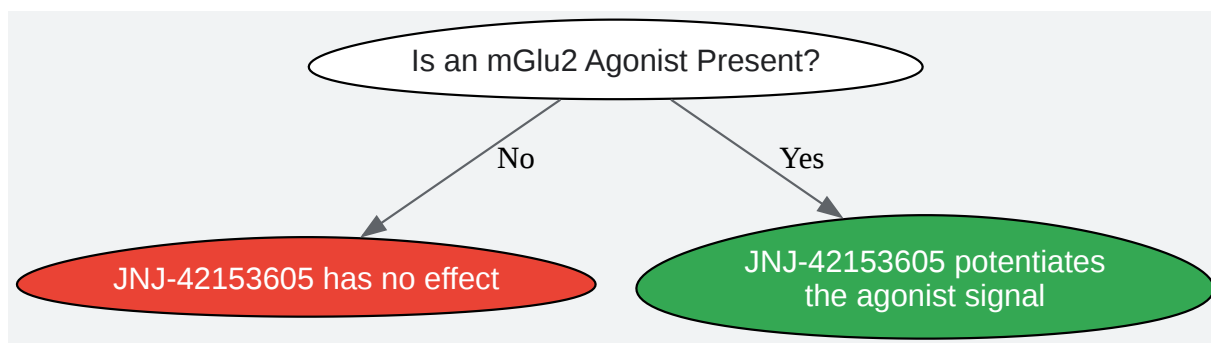 Is an mGlu2 Agonist Present?
No
Yes
JNJ-42153605 has no effect
JNJ-42153605 potentiates
the agonist signal